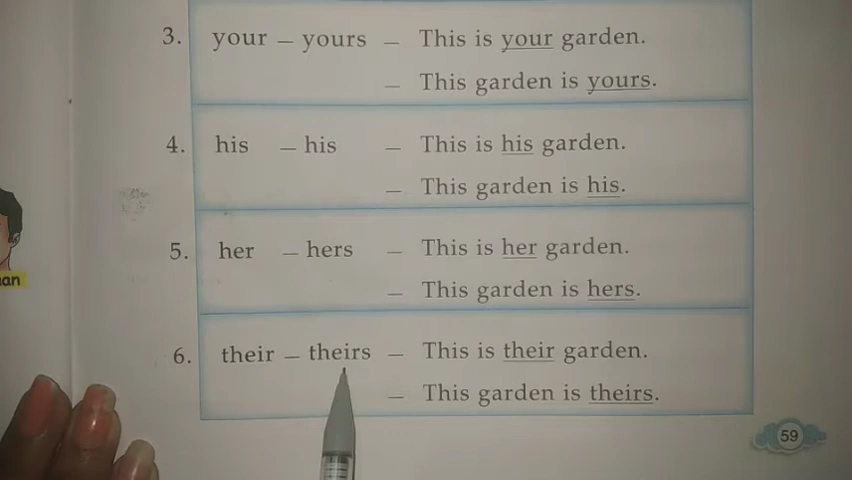 3. your – yours – This is your garden.
– This garden is yours.
4. his – his – This is his garden.
– This garden is his.
5. her – hers – This is her garden.
– This garden is hers.
an
6. their – theirs – This is their garden.
– This garden is theirs.
59